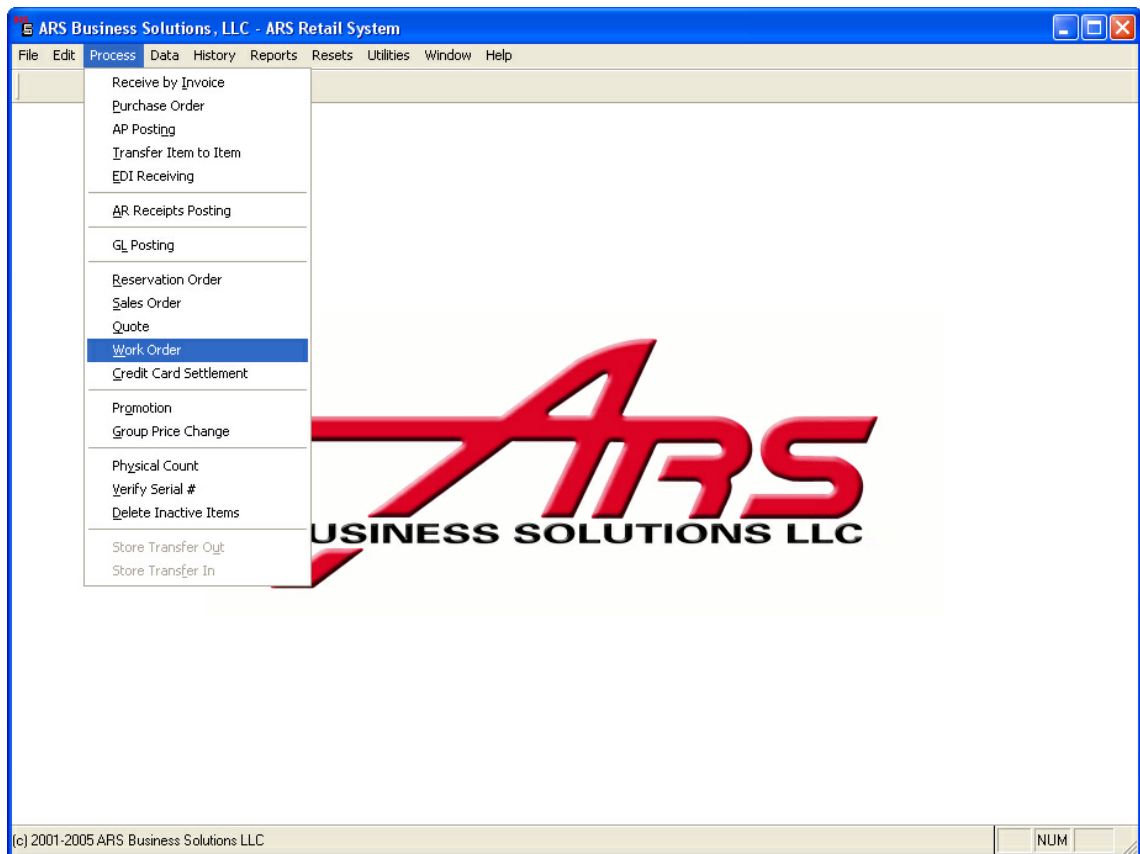 ARS Business Solutions, LLC - ARS Retail System
File Edit Process Data History Reports Resets Utilities Window Help
Receive by Invoice
Purchase Order
AP Posting
Transfer Item to Item
EDI Receiving
AR Receipts Posting
GL Posting
Reservation Order
Sales Order
Quote
Work Order
Credit Card Settlement
Promotion
Group Price Change
Physical Count
Verify Serial #
Delete Inactive Items
Store Transfer Out
Store Transfer In
ARS
USINESS SOLUTIONS LLC
(c) 2001-2005 ARS Business Solutions LLC NUM